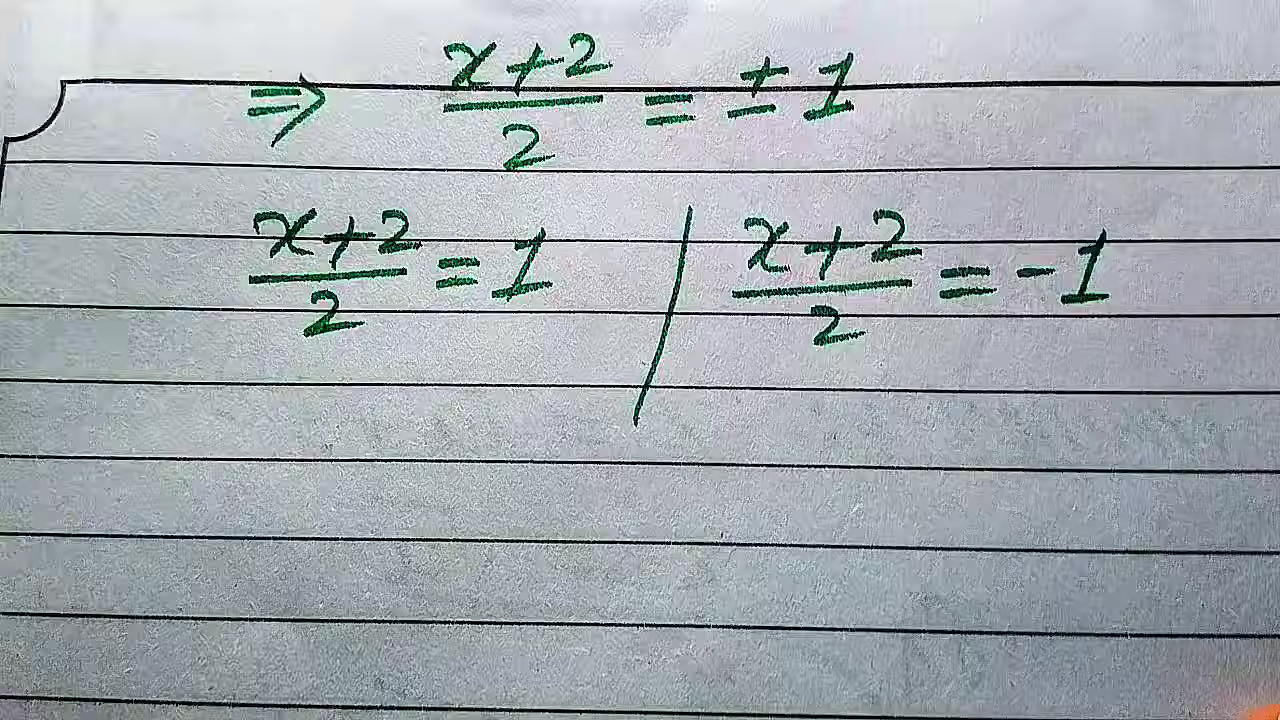 ⇒ (x+2)/2 = ± 1
(x+2)/2 = 1 | (x+2)/2 = -1